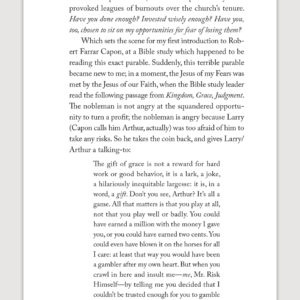 provoked leagues of burnouts over the church's tenure.
Have you done enough? Invested wisely enough? Have you,
too, chosen to sit on my opportunities for fear of losing them?
Which sets the scene for my first introduction to Rob-
ert Farrar Capon, at a Bible study which happened to be
reading this exact parable. Suddenly, this terrible parable
became new to me; in a moment, the Jesus of my Fears was
met by the Jesus of our Faith, when the Bible study leader
read the following passage from Kingdom, Grace, Judgment.
The nobleman is not angry at the squandered opportu-
nity to turn a profit; the nobleman is angry because Larry
(Capon calls him Arthur, actually) was too afraid of him to
take any risks. So he takes the coin back, and gives Larry/
Arthur a talking-to:
The gift of grace is not a reward for hard
work or good behavior, it is a lark, a joke,
a hilariously inequitable largesse: it is, in a
word, a gift. Don't you see, Arthur? It's all a
game. All that matters is that you play at all,
not that you play well or badly. You could
have earned a million with the money I gave
you, or you could have earned two cents. You
could even have blown it on the horses for all
I care: at least that way you would have been
a gambler after my own heart. But when you
crawl in here and insult me—me, Mr. Risk
Himself—by telling me you decided that I
couldn't be trusted enough for you to gamble